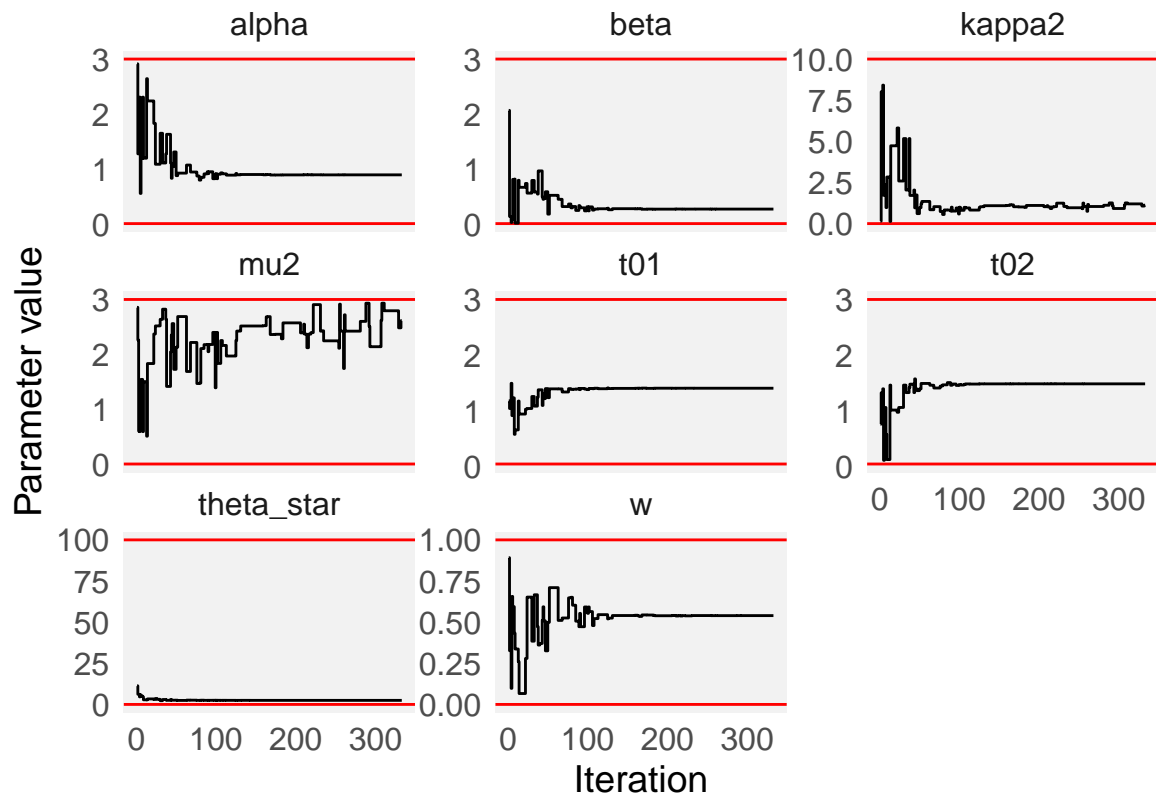 alpha beta kappa2
3 3 10.0
7.5
2 2
5.0
1 1
2.5
0 0 0.0
mu2 t01 t02
3 3 3
2 2 2
1 1 1
0 0 0
theta_star w 0 100 200 300
100 1.00
75 0.75
50 0.50
25 0.25
0 0.00
0 100 200 300 0 100 200 300
Iteration
Parameter value